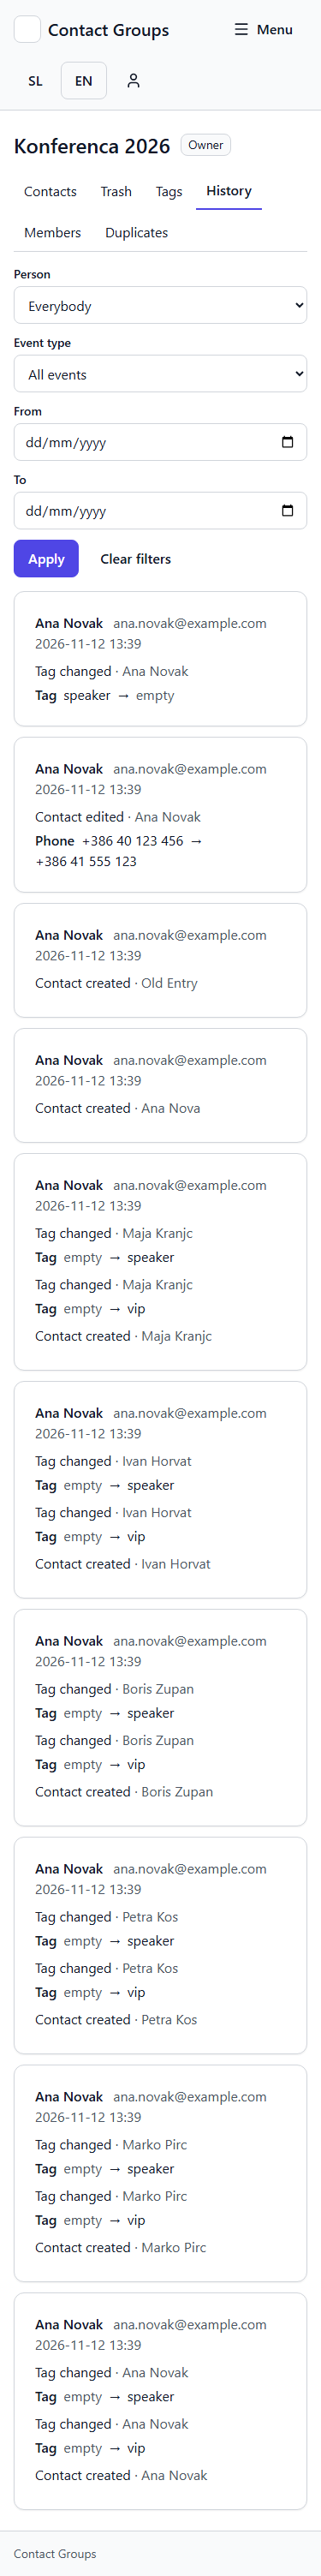 Contact Groups
Menu
SL
EN
Konferenca 2026
Owner
Contacts
Trash
Tags
History
Members
Duplicates
Person
Everybody
Event type
All events
From
dd/mm/yyyy
To
dd/mm/yyyy
Apply
Clear filters
Ana Novak ana.novak@example.com
2026-11-12 13:39
Tag changed · Ana Novak
Tag speaker → empty
Ana Novak ana.novak@example.com
2026-11-12 13:39
Contact edited · Ana Novak
Phone +386 40 123 456 →
+386 41 555 123
Ana Novak ana.novak@example.com
2026-11-12 13:39
Contact created · Old Entry
Ana Novak ana.novak@example.com
2026-11-12 13:39
Contact created · Ana Nova
Ana Novak ana.novak@example.com
2026-11-12 13:39
Tag changed · Maja Kranjc
Tag empty → speaker
Tag changed · Maja Kranjc
Tag empty → vip
Contact created · Maja Kranjc
Ana Novak ana.novak@example.com
2026-11-12 13:39
Tag changed · Ivan Horvat
Tag empty → speaker
Tag changed · Ivan Horvat
Tag empty → vip
Contact created · Ivan Horvat
Ana Novak ana.novak@example.com
2026-11-12 13:39
Tag changed · Boris Zupan
Tag empty → speaker
Tag changed · Boris Zupan
Tag empty → vip
Contact created · Boris Zupan
Ana Novak ana.novak@example.com
2026-11-12 13:39
Tag changed · Petra Kos
Tag empty → speaker
Tag changed · Petra Kos
Tag empty → vip
Contact created · Petra Kos
Ana Novak ana.novak@example.com
2026-11-12 13:39
Tag changed · Marko Pirc
Tag empty → speaker
Tag changed · Marko Pirc
Tag empty → vip
Contact created · Marko Pirc
Ana Novak ana.novak@example.com
2026-11-12 13:39
Tag changed · Ana Novak
Tag empty → speaker
Tag changed · Ana Novak
Tag empty → vip
Contact created · Ana Novak
Contact Groups